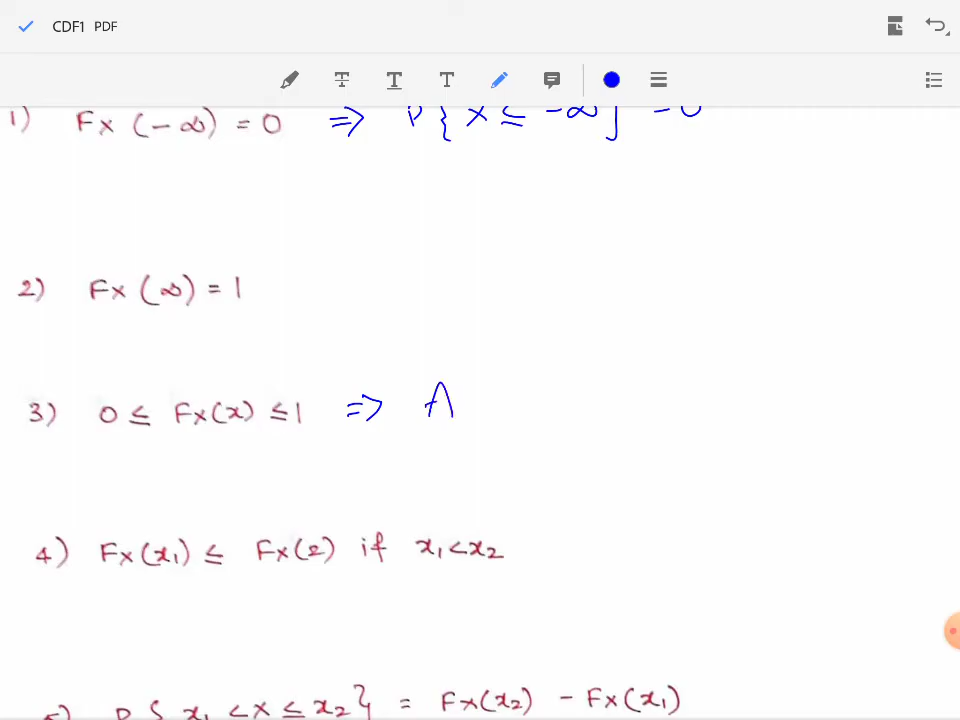 CDF1 PDF
1) Fx (-∞) = 0 => P{ X ≤ -∞} = 0
2) Fx (∞) = 1
3) 0 ≤ Fx(x) ≤ 1 => A
4) Fx(x1) ≤ Fx(2) if x1<x2
5) P{ x1 < X ≤ x2} = Fx(x2) - Fx(x1)